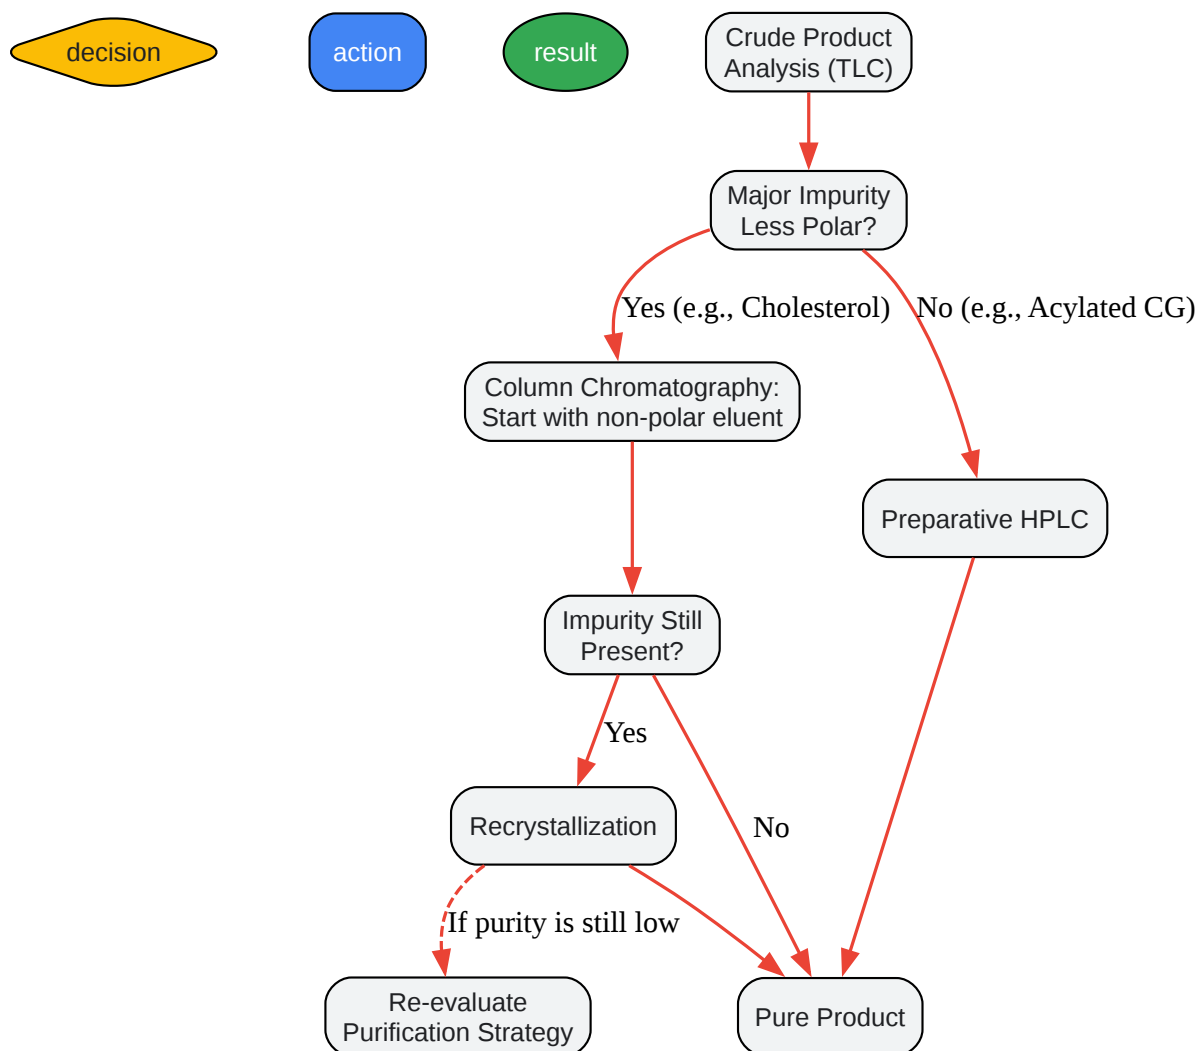 decision
action
result
Crude Product
Analysis (TLC)
Major Impurity
Less Polar?
Yes (e.g., Cholesterol)
No (e.g., Acylated CG)
Column Chromatography:
Start with non-polar eluent
Preparative HPLC
Impurity Still
Present?
Yes
Recrystallization
No
If purity is still low
Re-evaluate
Purification Strategy
Pure Product